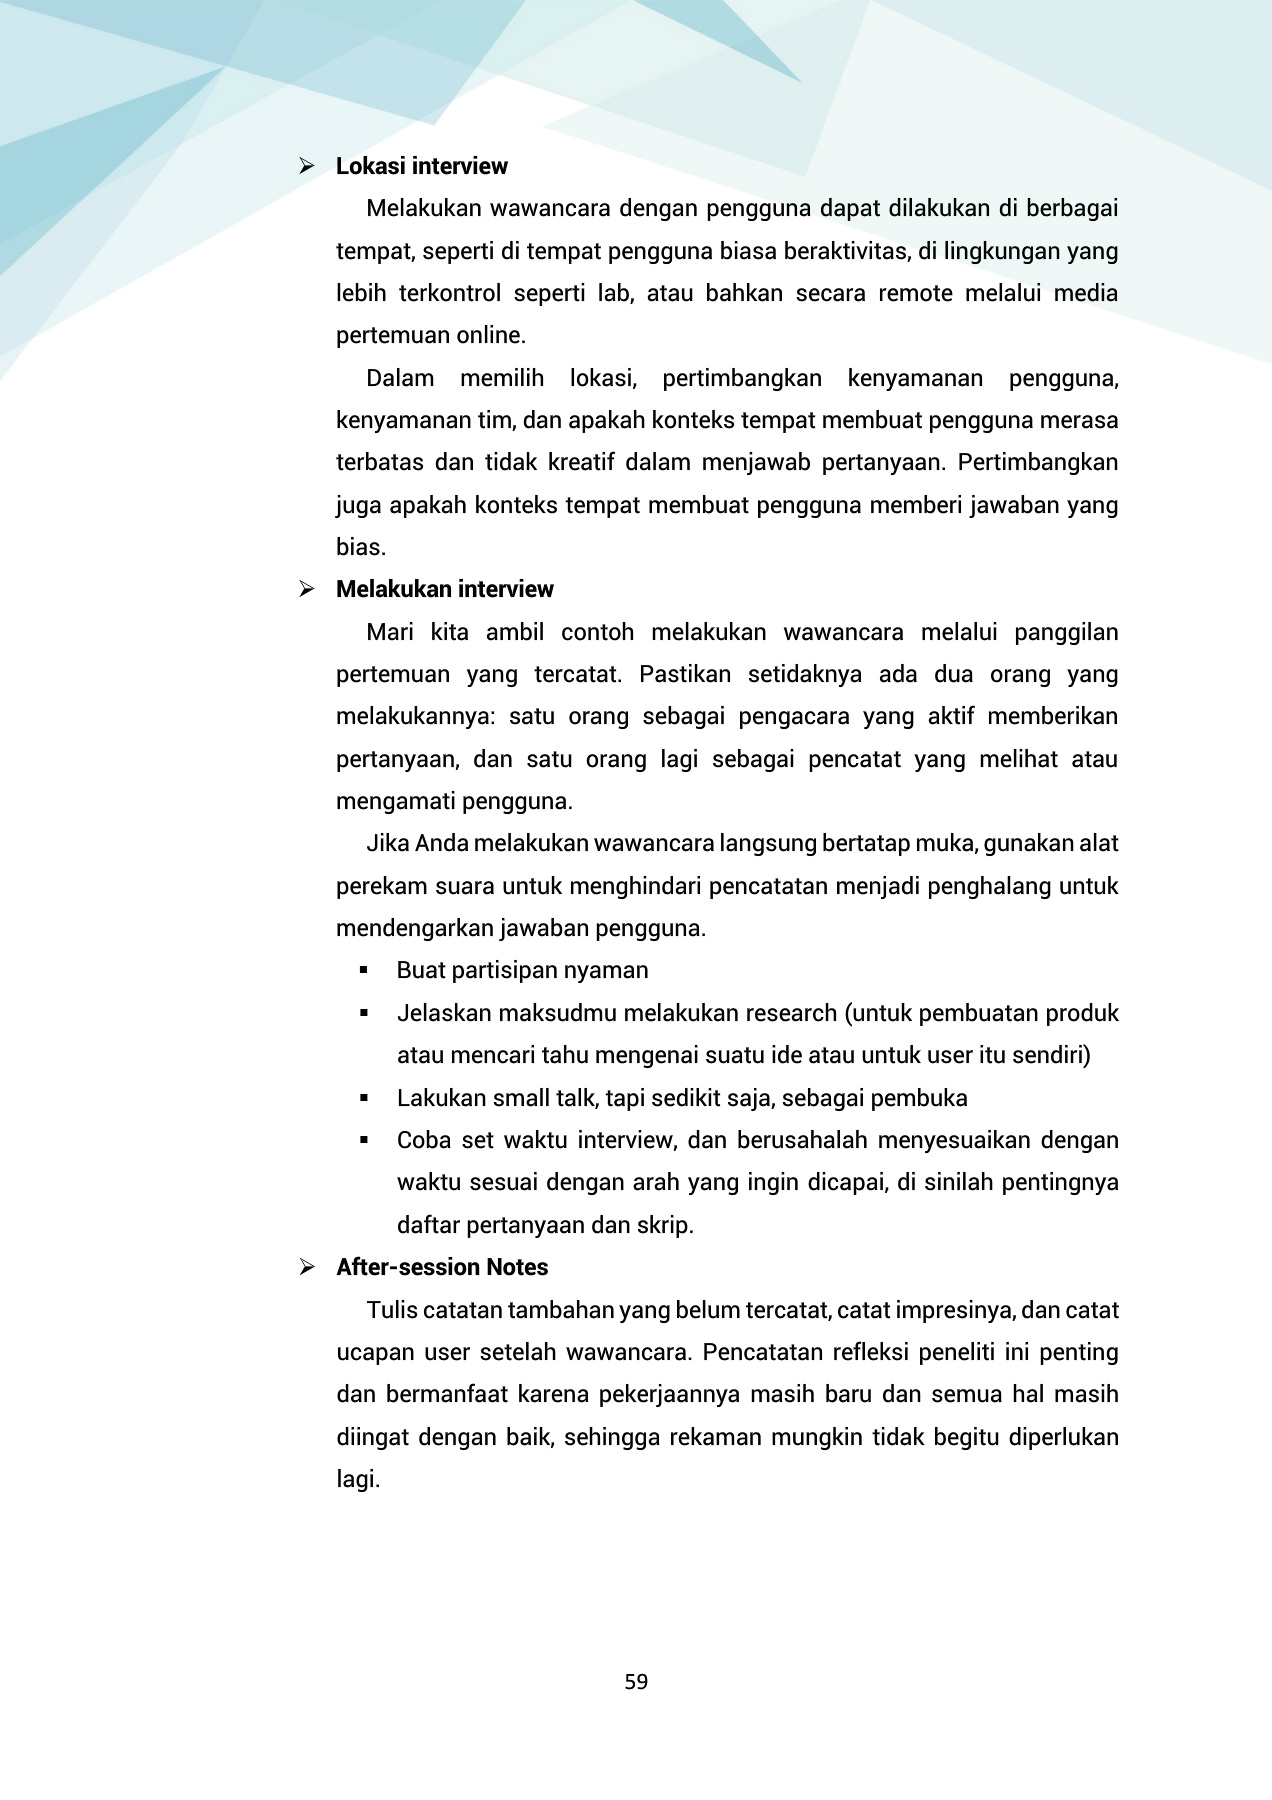 ➢ Lokasi interview
Melakukan wawancara dengan pengguna dapat dilakukan di berbagai
tempat, seperti di tempat pengguna biasa beraktivitas, di lingkungan yang
lebih terkontrol seperti lab, atau bahkan secara remote melalui media
pertemuan online.
Dalam memilih lokasi, pertimbangkan kenyamanan pengguna,
kenyamanan tim, dan apakah konteks tempat membuat pengguna merasa
terbatas dan tidak kreatif dalam menjawab pertanyaan. Pertimbangkan
juga apakah konteks tempat membuat pengguna memberi jawaban yang
bias.
➢ Melakukan interview
Mari kita ambil contoh melakukan wawancara melalui panggilan
pertemuan yang tercatat. Pastikan setidaknya ada dua orang yang
melakukannya: satu orang sebagai pengacara yang aktif memberikan
pertanyaan, dan satu orang lagi sebagai pencatat yang melihat atau
mengamati pengguna.
Jika Anda melakukan wawancara langsung bertatap muka, gunakan alat
perekam suara untuk menghindari pencatatan menjadi penghalang untuk
mendengarkan jawaban pengguna.
▪ Buat partisipan nyaman
▪ Jelaskan maksudmu melakukan research (untuk pembuatan produk
atau mencari tahu mengenai suatu ide atau untuk user itu sendiri)
▪ Lakukan small talk, tapi sedikit saja, sebagai pembuka
▪ Coba set waktu interview, dan berusahalah menyesuaikan dengan
waktu sesuai dengan arah yang ingin dicapai, di sinilah pentingnya
daftar pertanyaan dan skrip.
➢ After-session Notes
Tulis catatan tambahan yang belum tercatat, catat impresinya, dan catat
ucapan user setelah wawancara. Pencatatan refleksi peneliti ini penting
dan bermanfaat karena pekerjaannya masih baru dan semua hal masih
diingat dengan baik, sehingga rekaman mungkin tidak begitu diperlukan
lagi.
59